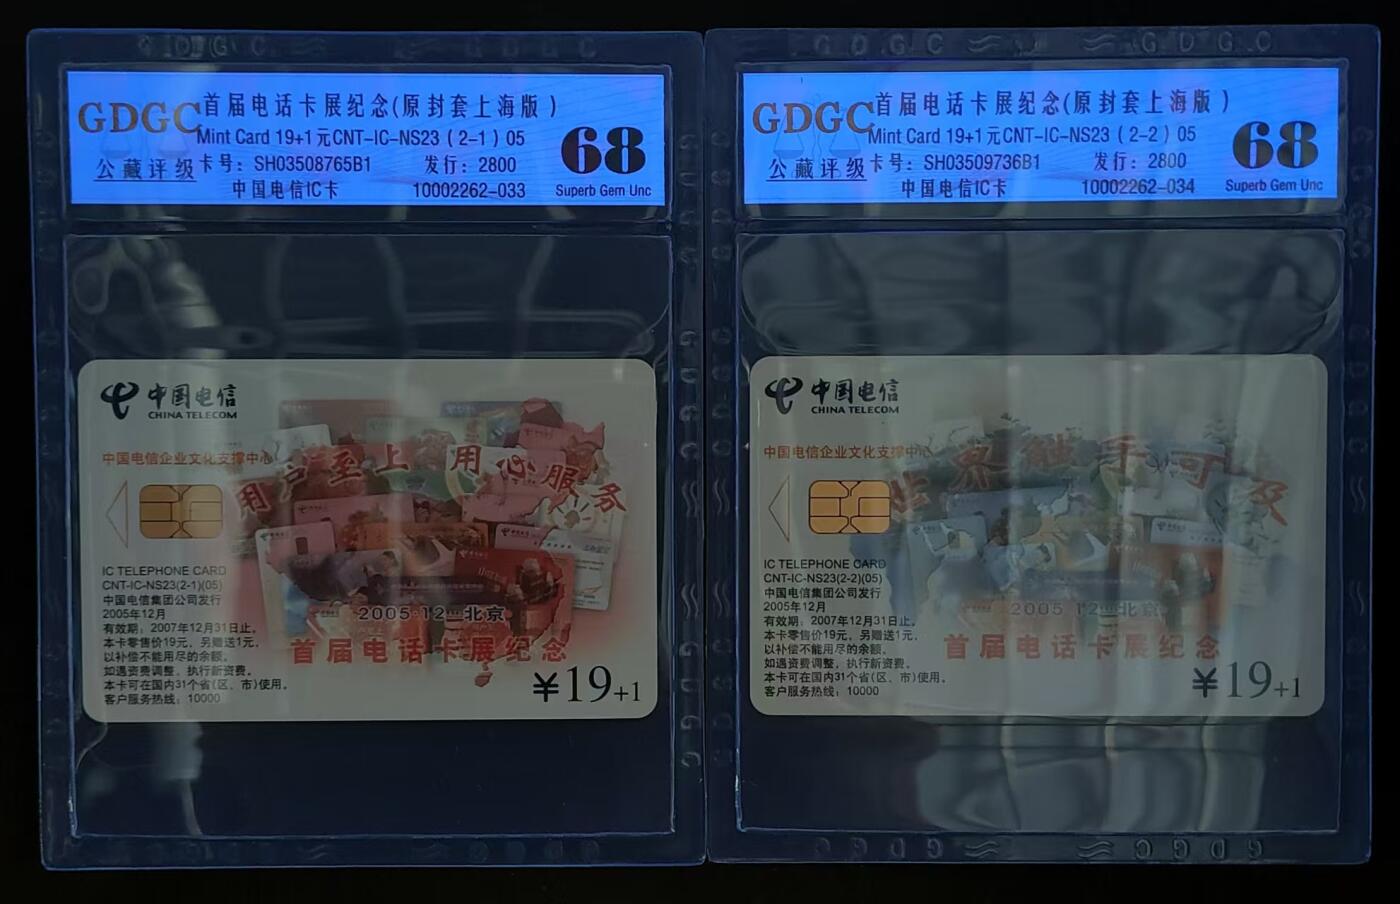 GDGC
公藏评级
首届电话卡展纪念(原封套上海版)
Mint Card 19+1元CNT-IC-NS23（2-1）05
卡号：SH03508765B1 发行：2800
中国电信IC卡 10002262-033
68
Superb Gem Unc
中国电信
CHINA TELECOM
中国电信企业文化支撑中心
用户至上 用心服务
IC TELEPHONE CARD
CNT-IC-NS23(2-1)(05)
中国电信集团公司发行
2005年12月
有效期：2007年12月31日止。
本卡零售价19元，另赠送1元，
以补偿不能用尽的余额。
如遇资费调整，执行新资费。
本卡可在国内31个省(区、市)使用。
客户服务热线：10000
2005·12—北京
首届电话卡展纪念
¥19+1
GDGC
公藏评级
首届电话卡展纪念(原封套上海版)
Mint Card 19+1元CNT-IC-NS23（2-2）05
卡号：SH03509736B1 发行：2800
中国电信IC卡 10002262-034
68
Superb Gem Unc
中国电信
CHINA TELECOM
中国电信企业文化支撑中心
世界触手可及
IC TELEPHONE CARD
CNT-IC-NS23(2-2)(05)
中国电信集团公司发行
2005年12月
有效期：2007年12月31日止。
本卡零售价19元，另赠送1元，
以补偿不能用尽的余额。
如遇资费调整，执行新资费。
本卡可在国内31个省(区、市)使用。
客户服务热线：10000
2005·12—北京
首届电话卡展纪念
¥19+1